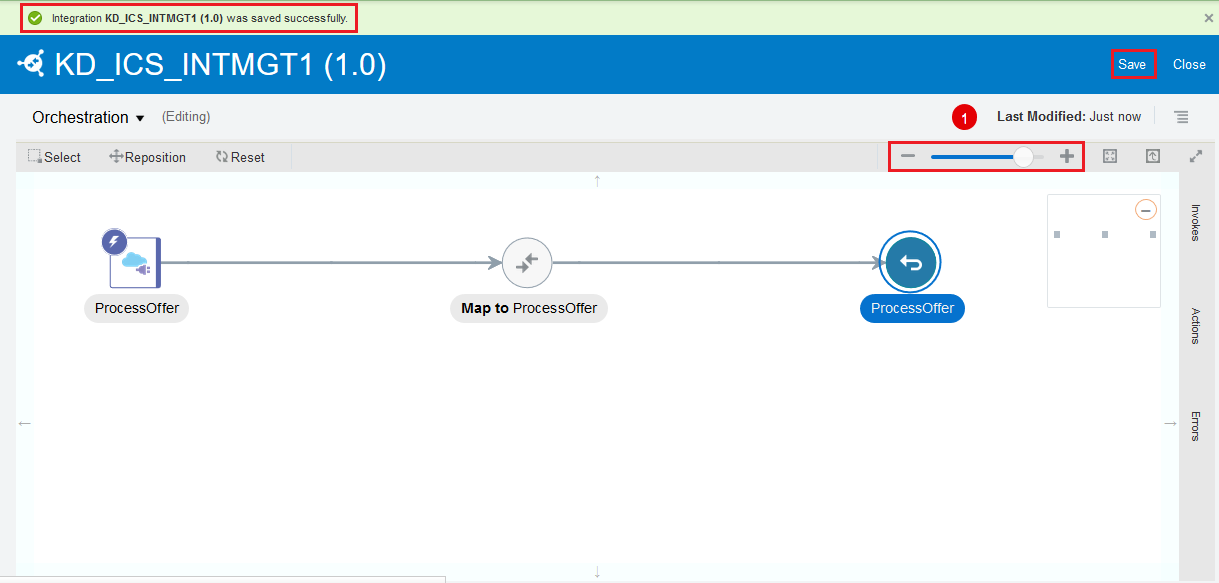 Integration KD_ICS_INTMGT1 (1.0) was saved successfully.
KD_ICS_INTMGT1 (1.0)
Save
Close
Orchestration
(Editing)
1
Last Modified: Just now
Select
Reposition
Reset
Invokes
Actions
Errors
ProcessOffer
Map to ProcessOffer
ProcessOffer